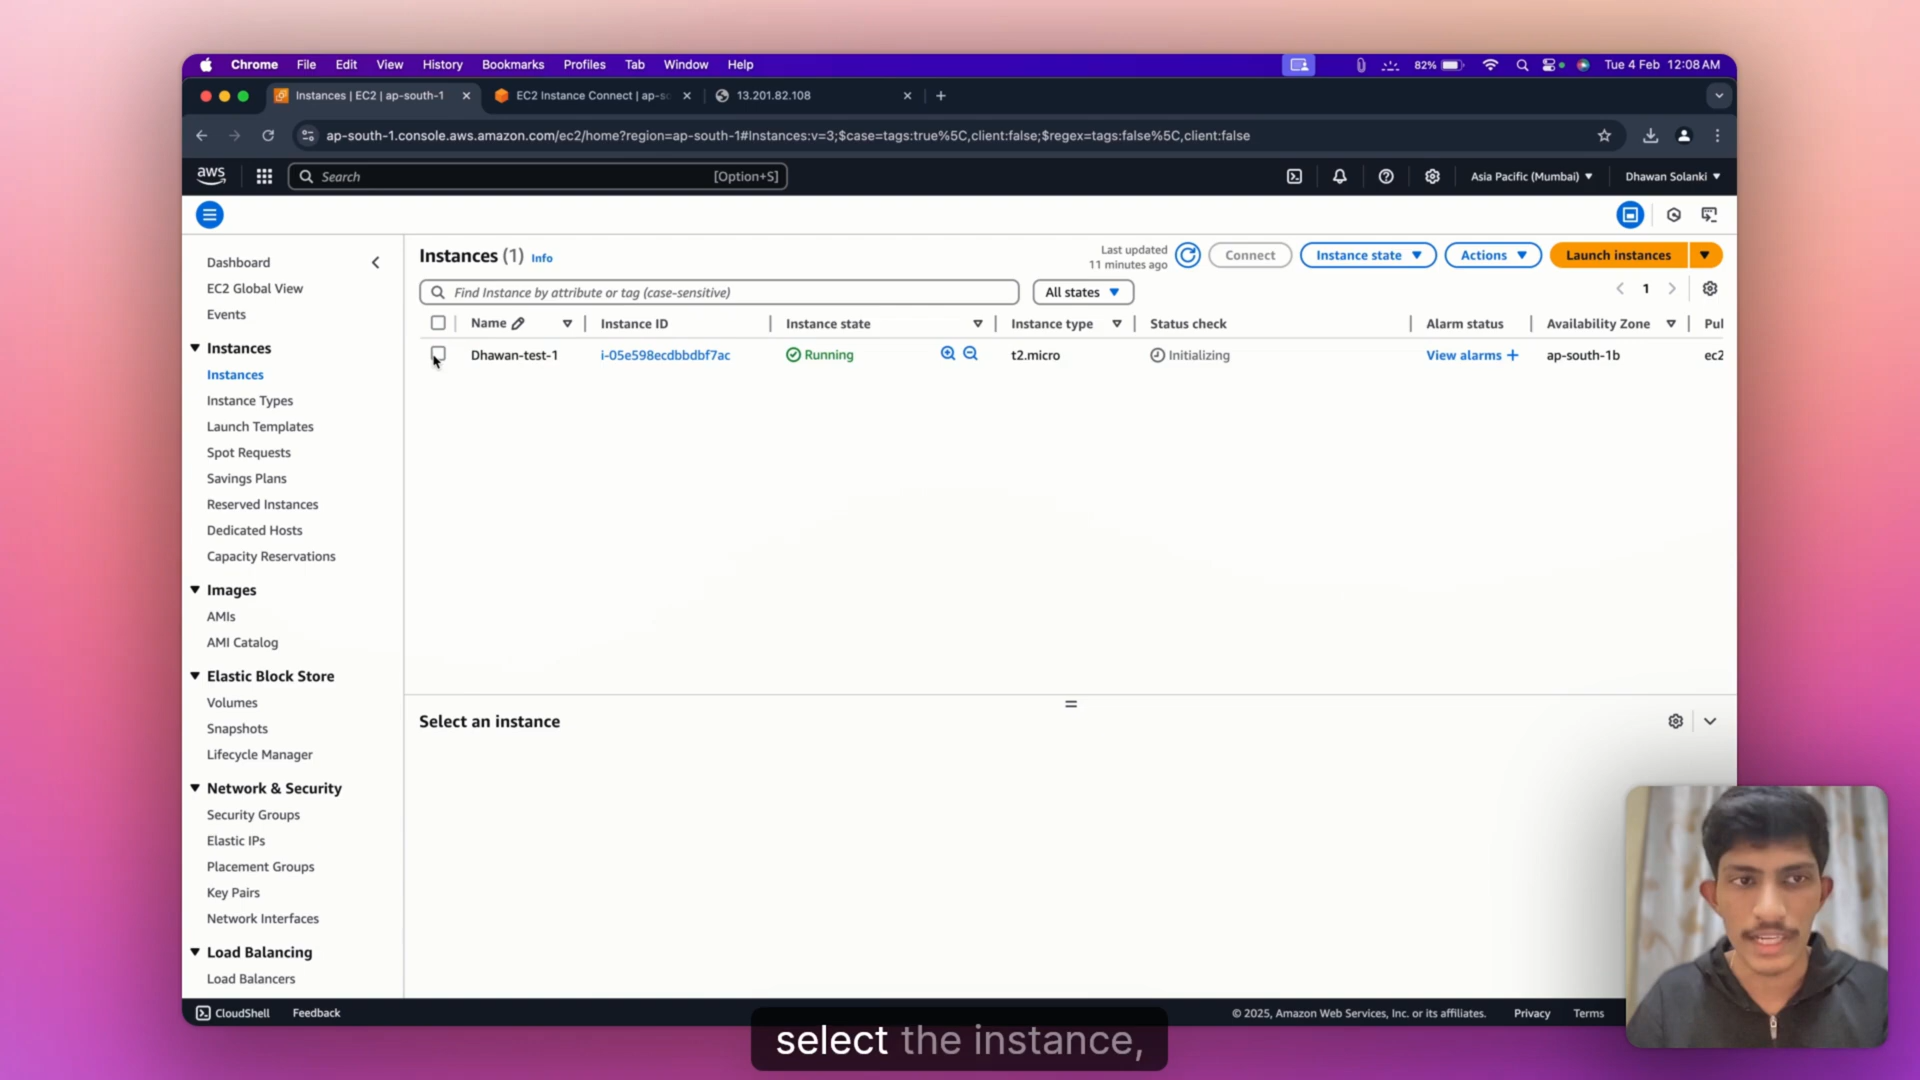 Chrome File Edit View History Bookmarks Profiles Tab Window Help 82% Tue 4 Feb 12:08 AM
Instances | EC2 | ap-south-1 EC2 Instance Connect | ap-sc 13.201.82.108
ap-south-1.console.aws.amazon.com/ec2/home?region=ap-south-1#Instances:v=3;$case=tags:true%5C,client:false;$regex=tags:false%5C,client:false
aws Search [Option+S] Asia Pacific (Mumbai) Dhawan Solanki
Dashboard
EC2 Global View
Events
Instances
Instances
Instance Types
Launch Templates
Spot Requests
Savings Plans
Reserved Instances
Dedicated Hosts
Capacity Reservations
Images
AMIs
AMI Catalog
Elastic Block Store
Volumes
Snapshots
Lifecycle Manager
Network & Security
Security Groups
Elastic IPs
Placement Groups
Key Pairs
Network Interfaces
Load Balancing
Load Balancers
Instances (1) Info
Last updated
11 minutes ago
Connect Instance state Actions Launch instances
Find Instance by attribute or tag (case-sensitive) All states 1
Name Instance ID Instance state Instance type Status check Alarm status Availability Zone Pul
Dhawan-test-1 i-05e598ecdbbdbf7ac Running t2.micro Initializing View alarms + ap-south-1b ec2
Select an instance
CloudShell Feedback © 2025, Amazon Web Services, Inc. or its affiliates. Privacy Terms
select the instance,